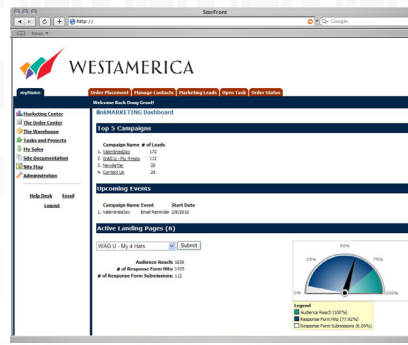 StorFront
http://
Q- Google
News ▼
WESTAMERICA
myHome
Order Placement
Manage Contacts
Marketing Leads
Open Task
Order Status
Welcome Back Doug Grant!
Marketing Center
The Order Center
The Warehouse
Tasks and Projects
My Sales
Site Documentation
Site Map
Administration
Help Desk Email
Logout
linkMARKETING Dashboard
Top 5 Campaigns
Campaign Name # of Leads
1. ValentinesDay 172
2. WAG U - My 4 Hats 112
3. Newsletter 28
4. Contact Us 28
Upcoming Events
Campaign Name Event Start Date
1. ValentinesDay Email Reminder 2/8/2010
Active Landing Pages (6)
WAG U - My 4 Hats Submit
Audience Reach: 1839
# of Response Form Hits: 1433
# of Response Form Submissions: 112
50%
25% 75%
0% 100%
Legend
Audience Reach (100%)
Response Form Hits (77.92%)
Response Form Submissions (6.09%)